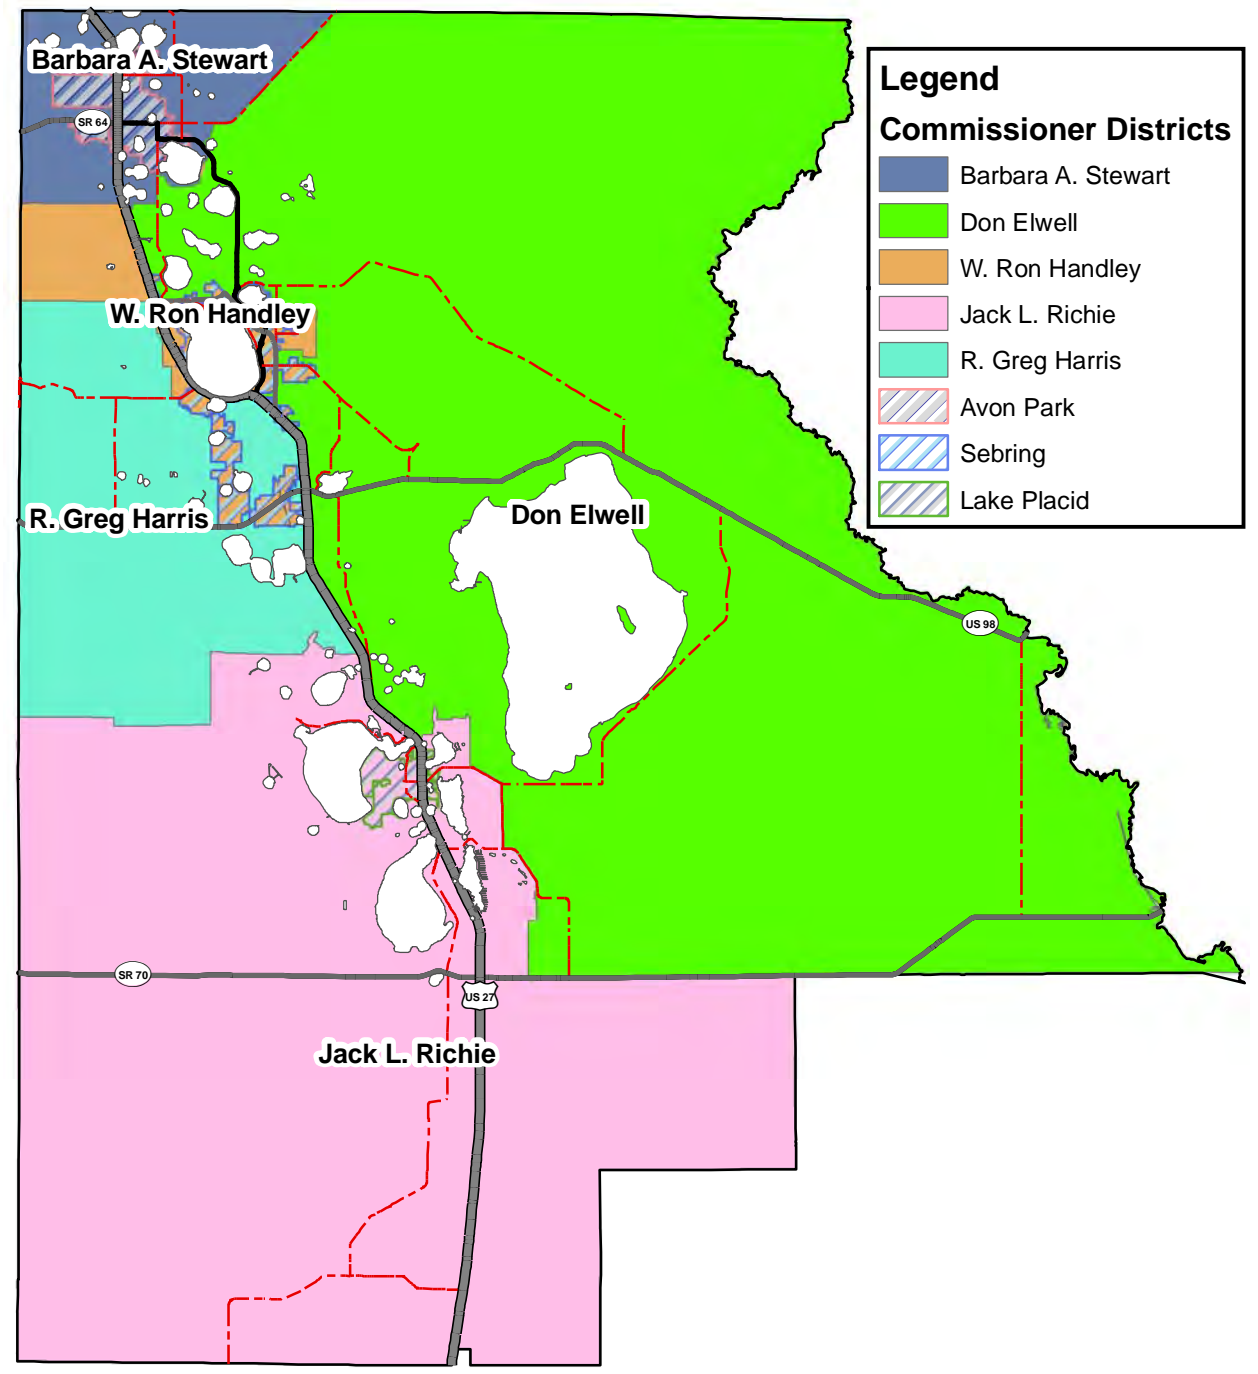 Barbara A. Stewart
SR 64
W. Ron Handley
R. Greg Harris
Don Elwell
US 98
SR 70
US 27
Jack L. Richie
Legend
Commissioner Districts
Barbara A. Stewart
Don Elwell
W. Ron Handley
Jack L. Richie
R. Greg Harris
Avon Park
Sebring
Lake Placid